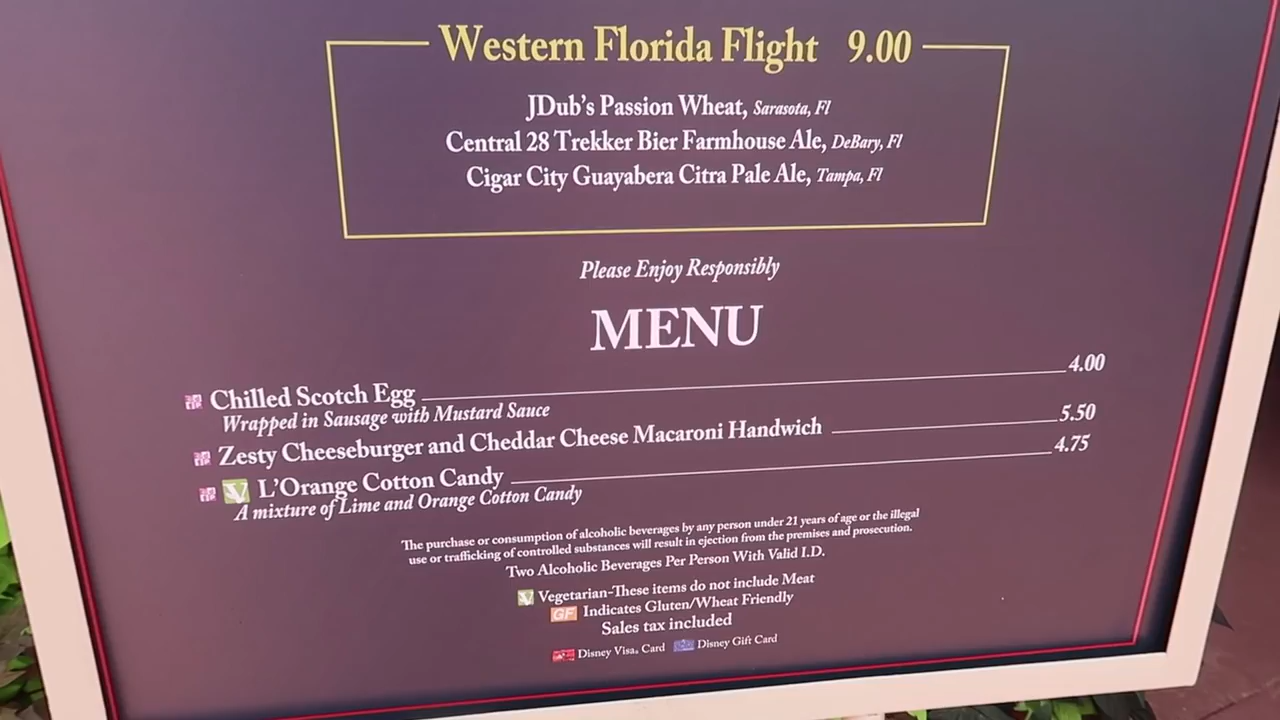 Western Florida Flight 9.00
JDub's Passion Wheat, Sarasota, Fl
Central 28 Trekker Bier Farmhouse Ale, DeBary, Fl
Cigar City Guayabera Citra Pale Ale, Tampa, Fl
Please Enjoy Responsibly
MENU
Chilled Scotch Egg 4.00
Wrapped in Sausage with Mustard Sauce
Zesty Cheeseburger and Cheddar Cheese Macaroni Handwich 5.50
V L'Orange Cotton Candy 4.75
A mixture of Lime and Orange Cotton Candy
The purchase or consumption of alcoholic beverages by any person under 21 years of age or the illegal
use or trafficking of controlled substances will result in ejection from the premises and prosecution.
Two Alcoholic Beverages Per Person With Valid I.D.
V Vegetarian-These items do not include Meat
GF Indicates Gluten/Wheat Friendly
Sales tax included
Disney Visa® Card Disney Gift Card